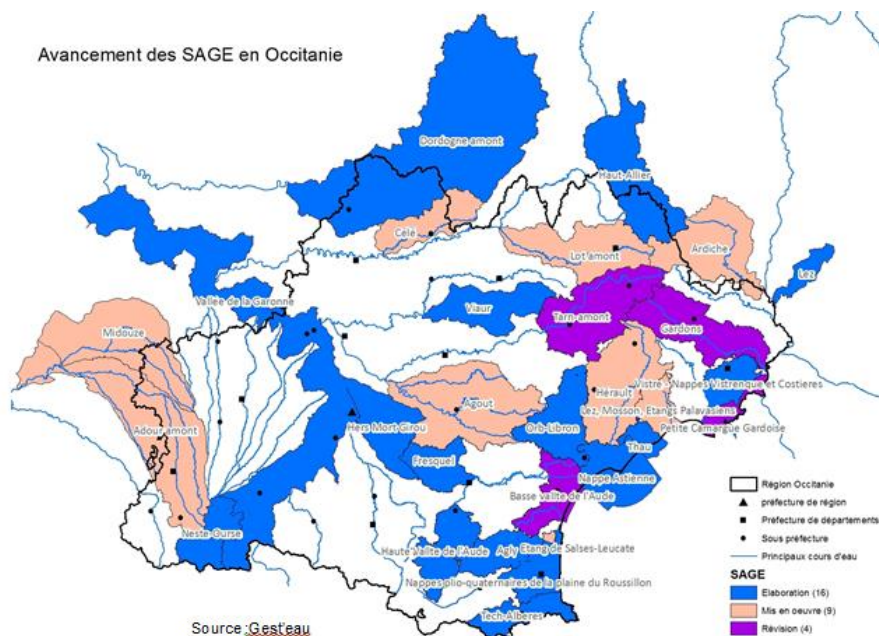 Avancement des SAGE en Occitanie
Dordogne amont
Haut-Allier
Celé
Lot amont
Ardèche
Lez
Vallée de la Garonne
Viaur
Tarn-amont
Gardons
Midouze
Vistre - Nappes Vistrenque et Costieres
Hérault
Agout
Lez, Mosson, Etangs Palavasiens
Adour amont
Hers Mort-Girou
Orb-Libron
Petite Camargue Gardoise
Thau
Fresquel
Nappe Astienne
Basse vallée de l'Aude
Neste-Ourse
Haute Vallée de l'Aude
Agly
Etang de Salses-Leucate
Nappes plio-quaternaires de la plaine du Roussillon
Tech-Alberes
Région Occitanie
préfecture de région
Préfecture de départements
Sous préfecture
Principaux cours d'eau
SAGE
Elaboration (16)
Mis en oeuvre (9)
Révision (4)
Source :Gest'eau